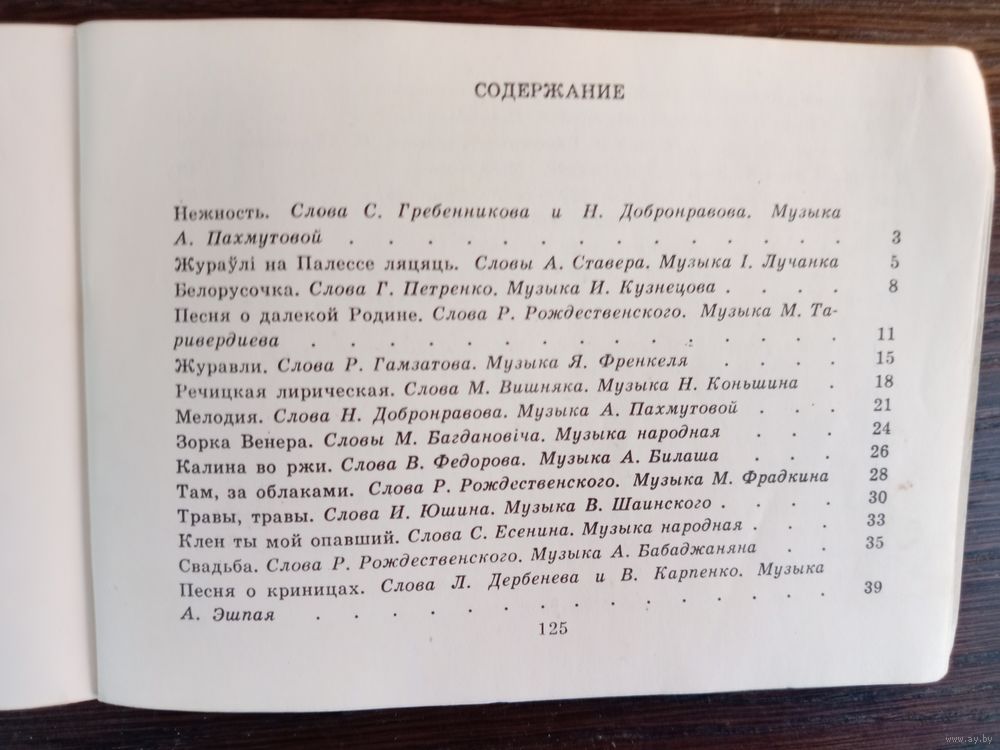 СОДЕРЖАНИЕ
Нежность. Слова С. Гребенникова и Н. Добронравова. Музыка
А. Пахмутовой . . . . . . . . . . . . . . 3
Жураўлі на Палессе ляцяць. Словы А. Ставера. Музыка І. Лучанка 5
Белорусочка. Слова Г. Петренко. Музыка И. Кузнецова . . . . 8
Песня о далекой Родине. Слова Р. Рождественского. Музыка М. Та-
ривердиева . . . . . . . . . . . . . . 11
Журавли. Слова Р. Гамзатова. Музыка Я. Френкеля . . . . 15
Речицкая лирическая. Слова М. Вишняка. Музыка Н. Коньшина . 18
Мелодия. Слова Н. Добронравова. Музыка А. Пахмутовой . . . 21
Зорка Венера. Словы М. Багдановіча. Музыка народная . . . 24
Калина во ржи. Слова В. Федорова. Музыка А. Билаша . . . 26
Там, за облаками. Слова Р. Рождественского. Музыка М. Фрадкина 28
Травы, травы. Слова И. Юшина. Музыка В. Шаинского . . . . 30
Клен ты мой опавший. Слова С. Есенина. Музыка народная . . . 33
Свадьба. Слова Р. Рождественского. Музыка А. Бабаджаняна . . 35
Песня о криницах. Слова Л. Дербенева и В. Карпенко. Музыка
А. Эшпая . . . . . . . . . . . . . . 39
125
www.ay.by